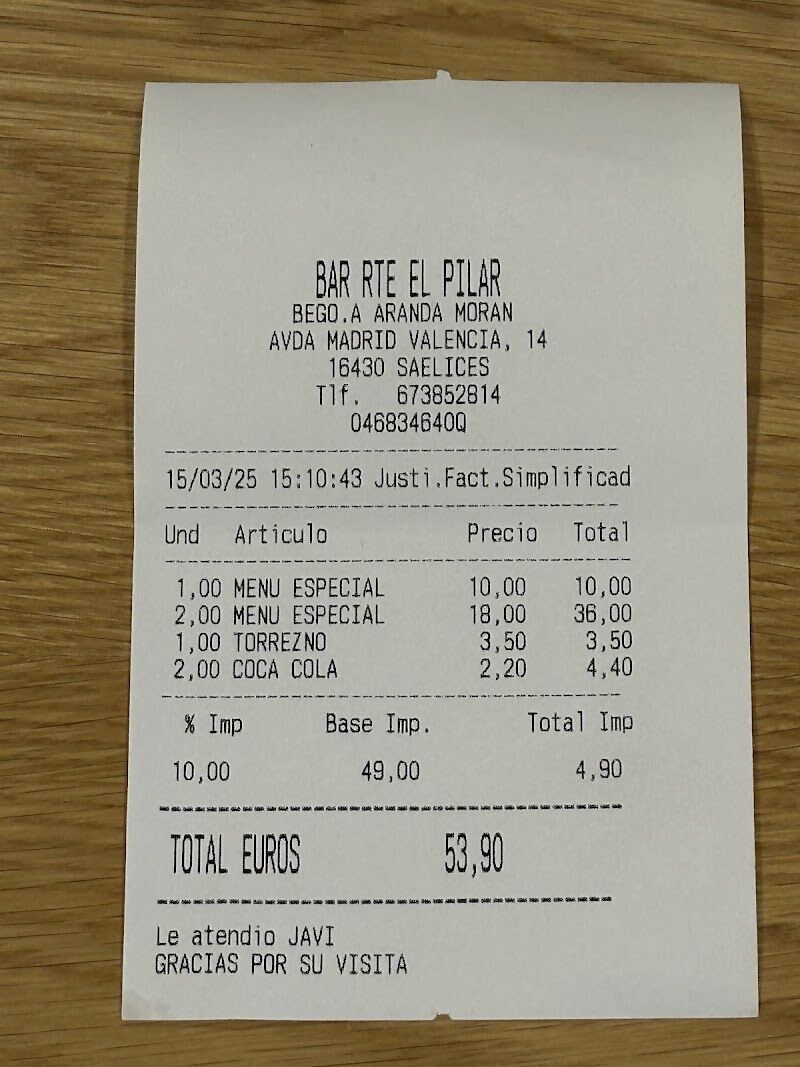 BAR RTE EL PILAR
BEGO.A ARANDA MORAN
AVDA MADRID VALENCIA, 14
16430 SAELICES
Tlf. 673852814
046834640Q
15/03/25 15:10:43 Justi.Fact.Simplificad
Und Articulo Precio Total
1,00 MENU ESPECIAL 10,00 10,00
2,00 MENU ESPECIAL 18,00 36,00
1,00 TORREZNO 3,50 3,50
2,00 COCA COLA 2,20 4,40
% Imp Base Imp. Total Imp
10,00 49,00 4,90
TOTAL EUROS 53,90
Le atendio JAVI
GRACIAS POR SU VISITA